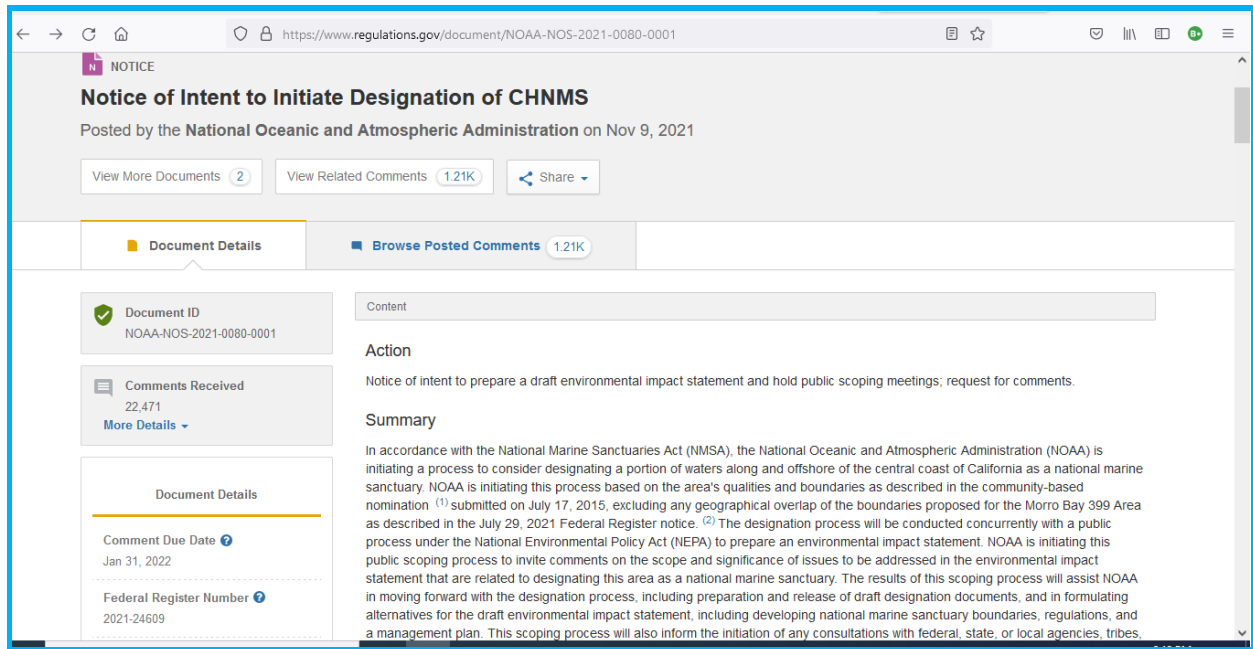 https://www.regulations.gov/document/NOAA-NOS-2021-0080-0001
B+
N NOTICE
Notice of Intent to Initiate Designation of CHNMS
Posted by the National Oceanic and Atmospheric Administration on Nov 9, 2021
View More Documents 2 View Related Comments 1.21K Share
Document Details Browse Posted Comments 1.21K
Document ID
NOAA-NOS-2021-0080-0001
Comments Received
22,471
More Details
Document Details
Comment Due Date ?
Jan 31, 2022
Federal Register Number ?
2021-24609
Content
Action
Notice of intent to prepare a draft environmental impact statement and hold public scoping meetings; request for comments.
Summary
In accordance with the National Marine Sanctuaries Act (NMSA), the National Oceanic and Atmospheric Administration (NOAA) is
initiating a process to consider designating a portion of waters along and offshore of the central coast of California as a national marine
sanctuary. NOAA is initiating this process based on the area's qualities and boundaries as described in the community-based
nomination (1) submitted on July 17, 2015, excluding any geographical overlap of the boundaries proposed for the Morro Bay 399 Area
as described in the July 29, 2021 Federal Register notice. (2) The designation process will be conducted concurrently with a public
process under the National Environmental Policy Act (NEPA) to prepare an environmental impact statement. NOAA is initiating this
public scoping process to invite comments on the scope and significance of issues to be addressed in the environmental impact
statement that are related to designating this area as a national marine sanctuary. The results of this scoping process will assist NOAA
in moving forward with the designation process, including preparation and release of draft designation documents, and in formulating
alternatives for the draft environmental impact statement, including developing national marine sanctuary boundaries, regulations, and
a management plan. This scoping process will also inform the initiation of any consultations with federal, state, or local agencies, tribes,